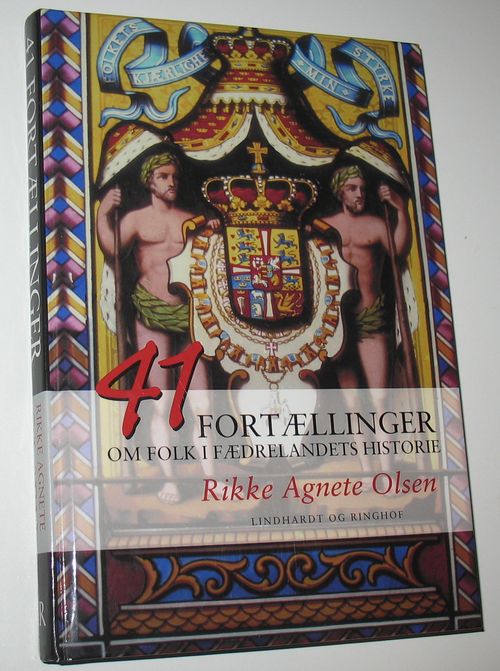 FOLKETS
KJÆRLIGHE
MIN
STYRKE
41
FORTÆLLINGER
OM FOLK I FÆDRELANDETS HISTORIE
Rikke Agnete Olsen
LINDHARDT OG RINGHOF
41 FORTÆLLINGER
RIKKE AGNETE
R